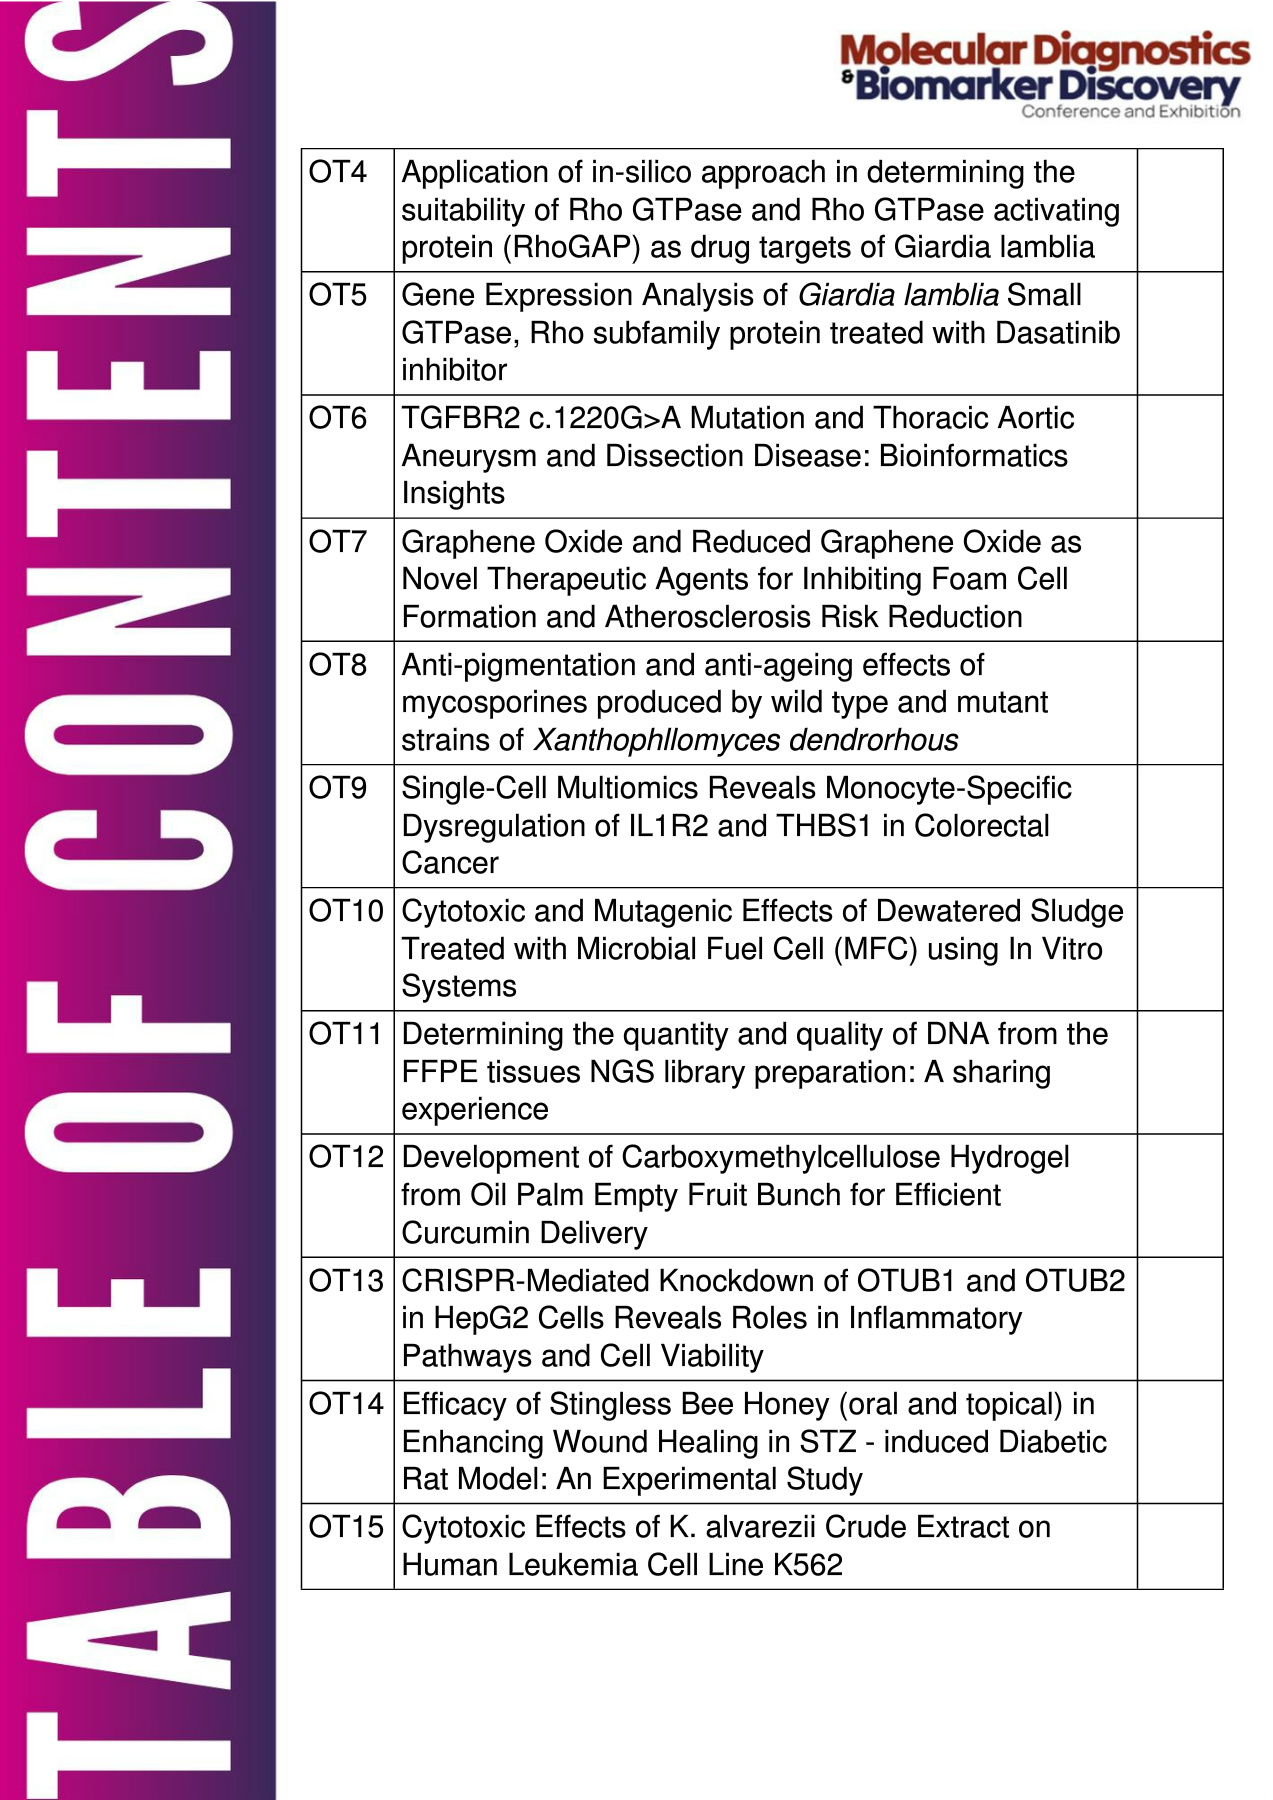 TABLE OF CONTENTS
Molecular Diagnostics
&Biomarker Discovery
Conference and Exhibition
OT4 Application of in-silico approach in determining the
suitability of Rho GTPase and Rho GTPase activating
protein (RhoGAP) as drug targets of Giardia lamblia
OT5 Gene Expression Analysis of Giardia lamblia Small
GTPase, Rho subfamily protein treated with Dasatinib
inhibitor
OT6 TGFBR2 c.1220G>A Mutation and Thoracic Aortic
Aneurysm and Dissection Disease: Bioinformatics
Insights
OT7 Graphene Oxide and Reduced Graphene Oxide as
Novel Therapeutic Agents for Inhibiting Foam Cell
Formation and Atherosclerosis Risk Reduction
OT8 Anti-pigmentation and anti-ageing effects of
mycosporines produced by wild type and mutant
strains of Xanthophllomyces dendrorhous
OT9 Single-Cell Multiomics Reveals Monocyte-Specific
Dysregulation of IL1R2 and THBS1 in Colorectal
Cancer
OT10 Cytotoxic and Mutagenic Effects of Dewatered Sludge
Treated with Microbial Fuel Cell (MFC) using In Vitro
Systems
OT11 Determining the quantity and quality of DNA from the
FFPE tissues NGS library preparation: A sharing
experience
OT12 Development of Carboxymethylcellulose Hydrogel
from Oil Palm Empty Fruit Bunch for Efficient
Curcumin Delivery
OT13 CRISPR-Mediated Knockdown of OTUB1 and OTUB2
in HepG2 Cells Reveals Roles in Inflammatory
Pathways and Cell Viability
OT14 Efficacy of Stingless Bee Honey (oral and topical) in
Enhancing Wound Healing in STZ - induced Diabetic
Rat Model: An Experimental Study
OT15 Cytotoxic Effects of K. alvarezii Crude Extract on
Human Leukemia Cell Line K562